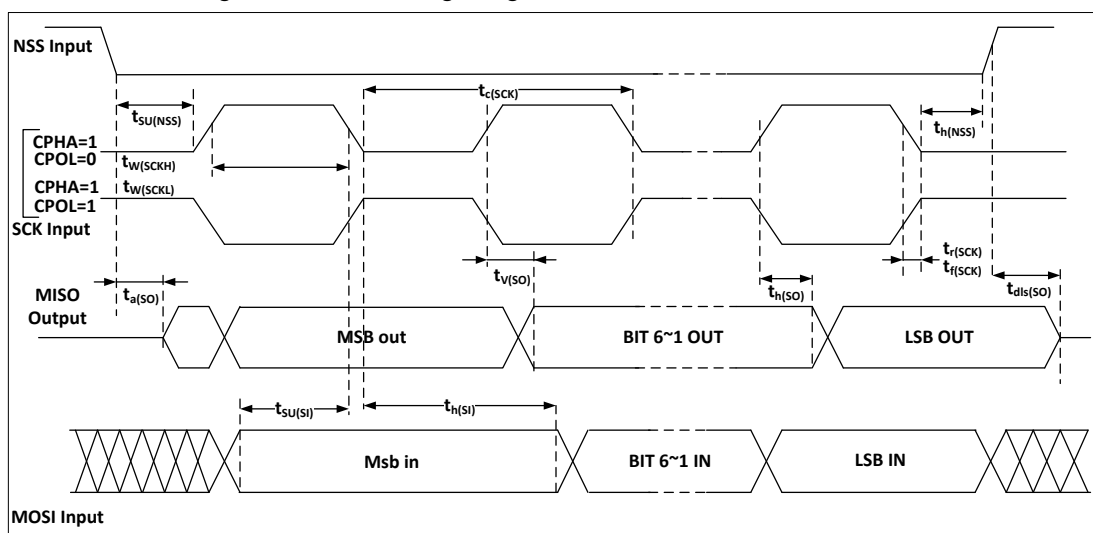 NSS Input
tc(SCK)
tSU(NSS)
th(NSS)
CPHA=1
CPOL=0
tW(SCKH)
CPHA=1
tW(SCKL)
CPOL=1
SCK Input
tr(SCK)
tf(SCK)
tV(SO)
ta(SO)
th(SO)
tdis(SO)
MISO
Output
MSB out
BIT 6~1 OUT
LSB OUT
tSU(SI)
th(SI)
Msb in
BIT 6~1 IN
LSB IN
MOSI Input